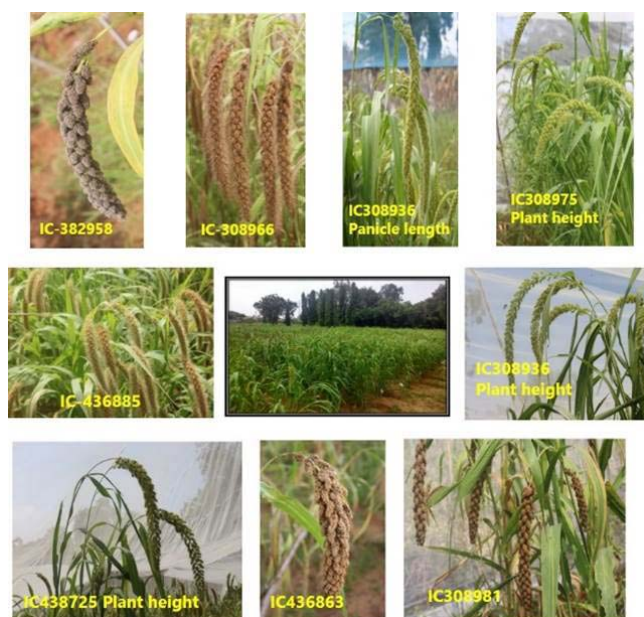 IC-382958
IC-308966
IC308936
Panicle length
IC308975
Plant height
IC-436885
IC308936
Plant height
IC438725 Plant height
IC436863
IC308981